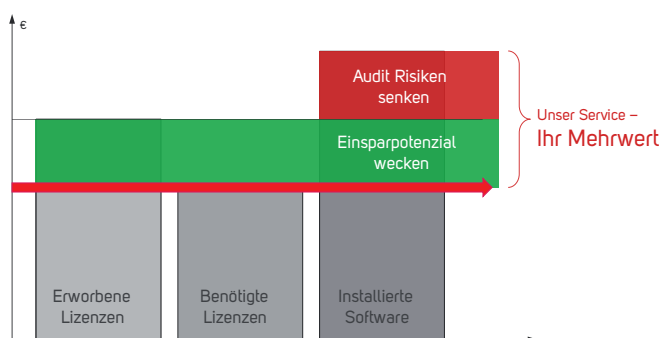 €
Audit Risiken
senken
Einsparpotenzial
wecken
Unser Service –
Ihr Mehrwert
Erworbene
Lizenzen
Benötigte
Lizenzen
Installierte
Software